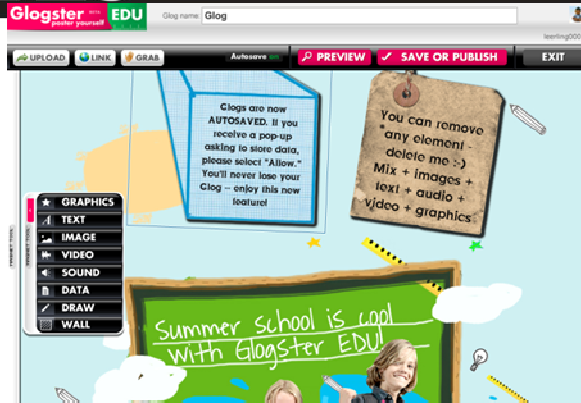 Glogster BETA EDU
poster yourself
Glog name: Glog
UPLOAD LINK GRAB Autosave on PREVIEW SAVE OR PUBLISH EXIT
Glogs are now
AUTOSAVED. If you
receive a pop-up
asking to store data,
please select "Allow."
You'll never lose your
Glog – enjoy this new
feature!
You can remove
"any element -
delete me :-)
Mix + images +
text + audio +
video + graphics
GRAPHICS
TEXT
IMAGE
VIDEO
SOUND
DATA
DRAW
WALL
Summer school is cool
with Glogster EDU!